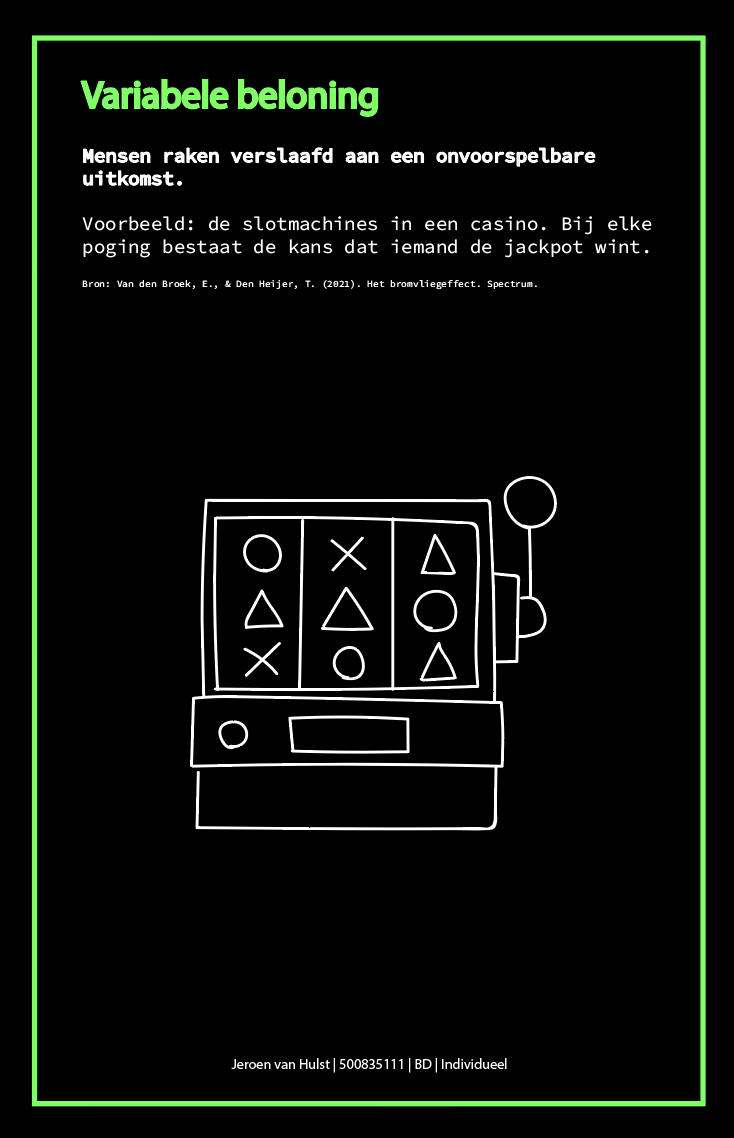 Variabele beloning
Mensen raken verslaafd aan een onvoorspelbare
uitkomst.
Voorbeeld: de slotmachines in een casino. Bij elke
poging bestaat de kans dat iemand de jackpot wint.
Bron: Van den Broek, E., & Den Heijer, T. (2021). Het bromvliegeffect. Spectrum.
Jeroen van Hulst | 500835111 | BD | Individueel